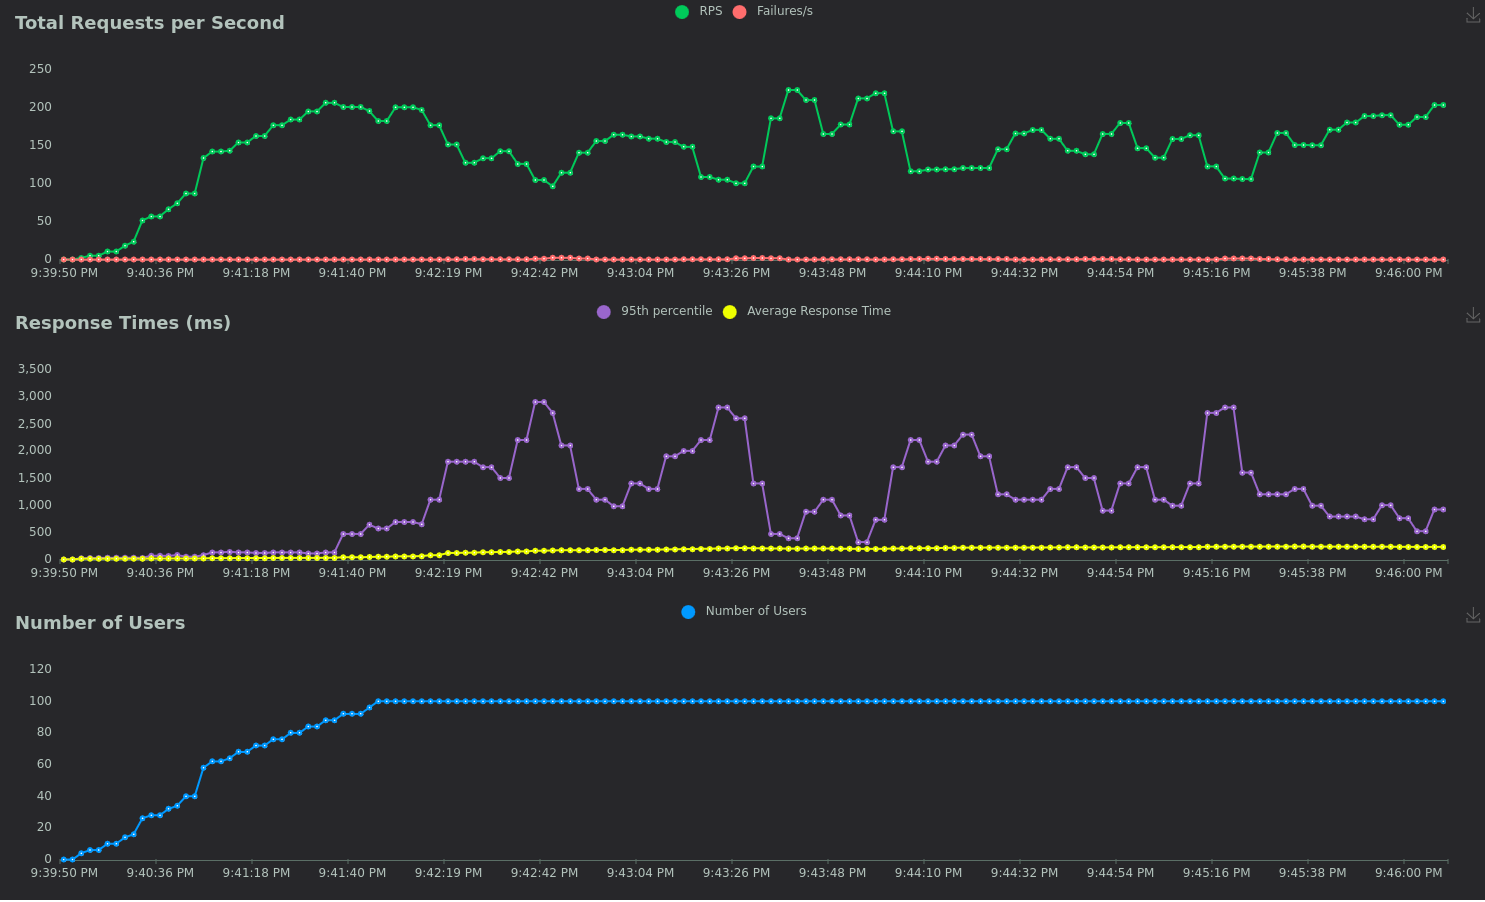 Total Requests per Second
RPS Failures/s
250
200
150
100
50
0
9:39:50 PM 9:40:36 PM 9:41:18 PM 9:41:40 PM 9:42:19 PM 9:42:42 PM 9:43:04 PM 9:43:26 PM 9:43:48 PM 9:44:10 PM 9:44:32 PM 9:44:54 PM 9:45:16 PM 9:45:38 PM 9:46:00 PM
Response Times (ms)
95th percentile Average Response Time
3,500
3,000
2,500
2,000
1,500
1,000
500
0
9:39:50 PM 9:40:36 PM 9:41:18 PM 9:41:40 PM 9:42:19 PM 9:42:42 PM 9:43:04 PM 9:43:26 PM 9:43:48 PM 9:44:10 PM 9:44:32 PM 9:44:54 PM 9:45:16 PM 9:45:38 PM 9:46:00 PM
Number of Users
Number of Users
120
100
80
60
40
20
0
9:39:50 PM 9:40:36 PM 9:41:18 PM 9:41:40 PM 9:42:19 PM 9:42:42 PM 9:43:04 PM 9:43:26 PM 9:43:48 PM 9:44:10 PM 9:44:32 PM 9:44:54 PM 9:45:16 PM 9:45:38 PM 9:46:00 PM